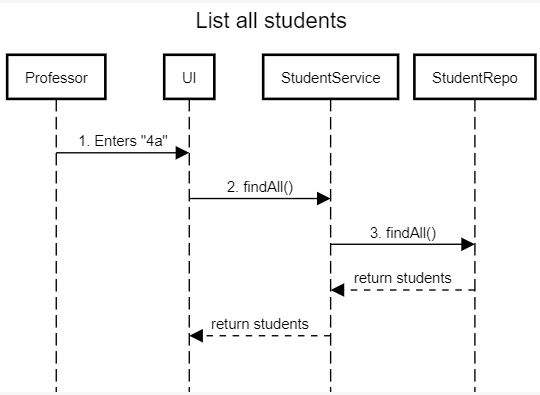 List all students
Professor
UI
StudentService
StudentRepo
1. Enters "4a"
2. findAll()
3. findAll()
return students
return students